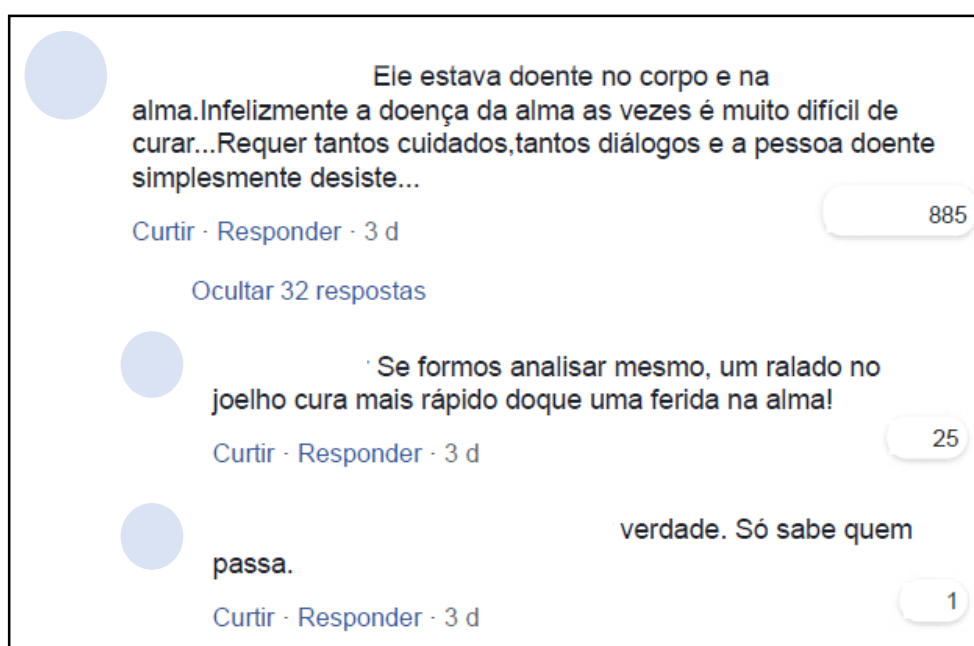 Ele estava doente no corpo e na
alma.Infelizmente a doença da alma as vezes é muito difícil de
curar...Requer tantos cuidados,tantos diálogos e a pessoa doente
simplesmente desiste...
885
Curtir · Responder · 3 d
Ocultar 32 respostas
Se formos analisar mesmo, um ralado no
joelho cura mais rápido doque uma ferida na alma!
25
Curtir · Responder · 3 d
verdade. Só sabe quem
passa.
1
Curtir · Responder · 3 d